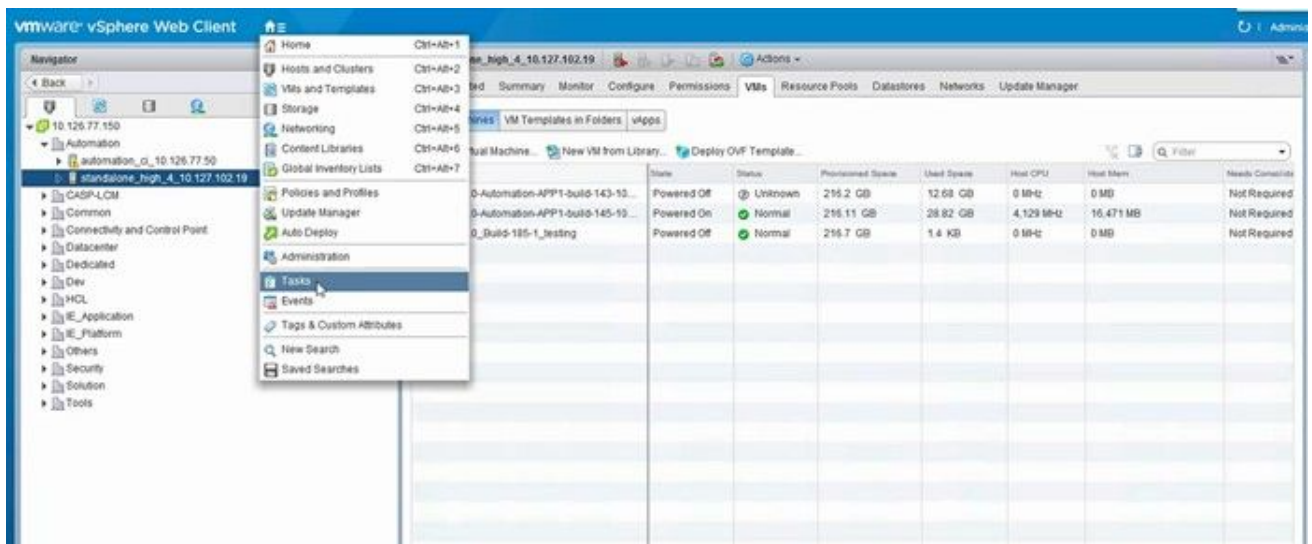 vmware® vSphere Web Client
Navigator
Back
10.126.77.150
Automation
automation_ci_10.126.77.50
standalone_high_4_10.127.102.19
CASP-LCM
Common
Connectivity and Control Point
Datacenter
Dedicated
Dev
HCL
IE_Application
IE_Platform
Others
Security
Solution
Tools
Home Ctrl+Alt+1
Hosts and Clusters Ctrl+Alt+2
VMs and Templates Ctrl+Alt+3
Storage Ctrl+Alt+4
Networking Ctrl+Alt+5
Content Libraries Ctrl+Alt+6
Global Inventory Lists Ctrl+Alt+7
Policies and Profiles
Update Manager
Auto Deploy
Administration
Tasks
Events
Tags & Custom Attributes
New Search
Saved Searches
ne_high_4_10.127.102.19 Actions
ted Summary Monitor Configure Permissions VMs Resource Pools Datastores Networks Update Manager
hines VM Templates in Folders vApps
tual Machine... New VM from Library... Deploy OVF Template... Filter
State Status Provisioned Space Used Space Host CPU Host Mem Needs Consolida
0-Automation-APP1-build-143-10... Powered Off Unknown 216.2 GB 12.68 GB 0 MHz 0 MB Not Required
0-Automation-APP1-build-145-10... Powered On Normal 216.11 GB 28.82 GB 4,129 MHz 16,471 MB Not Required
0_Build-185-1_testing Powered Off Normal 216.7 GB 1.4 KB 0 MHz 0 MB Not Required
Adminis